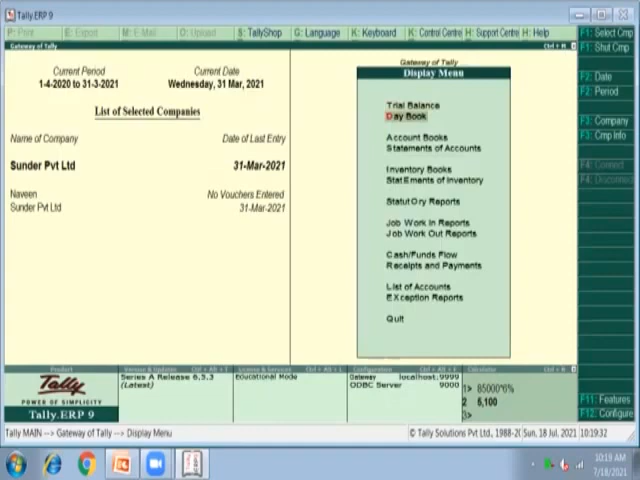 Tally.ERP 9
P: Print E: Export M: E-Mail O: Upload S: TallyShop G: Language K: Keyboard K: Control Centre H: Support Centre H: Help
F1: Select Cmp
F1: Shut Cmp
Gateway of Tally Ctrl + M
F2: Date
F2: Period
F3: Company
F3: Cmp Info
F4: Connect
F4: Disconnect
Current Period Current Date
1-4-2020 to 31-3-2021 Wednesday, 31 Mar, 2021
List of Selected Companies
Name of Company Date of Last Entry
Sunder Pvt Ltd 31-Mar-2021
Naveen No Vouchers Entered
Sunder Pvt Ltd 31-Mar-2021
Gateway of Tally
Display Menu
Trial Balance
Day Book
Account Books
Statements of Accounts
Inventory Books
StatEments of Inventory
StatutOry Reports
Job Work In Reports
Job Work Out Reports
Cash/Funds Flow
Receipts and Payments
List of Accounts
EXception Reports
Quit
Product
Tally
POWER OF SIMPLICITY
Tally.ERP 9
Version & Updates
Series A Release 6.5.3
(Latest)
License & Services Ctrl + Alt + L
Educational Mode
Configuration Ctrl + Alt + F
Gateway localhost:9999
ODBC Server 9000
Calculator Ctrl + N
1> 85000*6%
2 5,100
3>
F11: Features
F12: Configure
Tally MAIN --> Gateway of Tally --> Display Menu
© Tally Solutions Pvt Ltd., 1988-20 Sun, 18 Jul, 2021 10:19:32
10:19 AM
7/18/2021